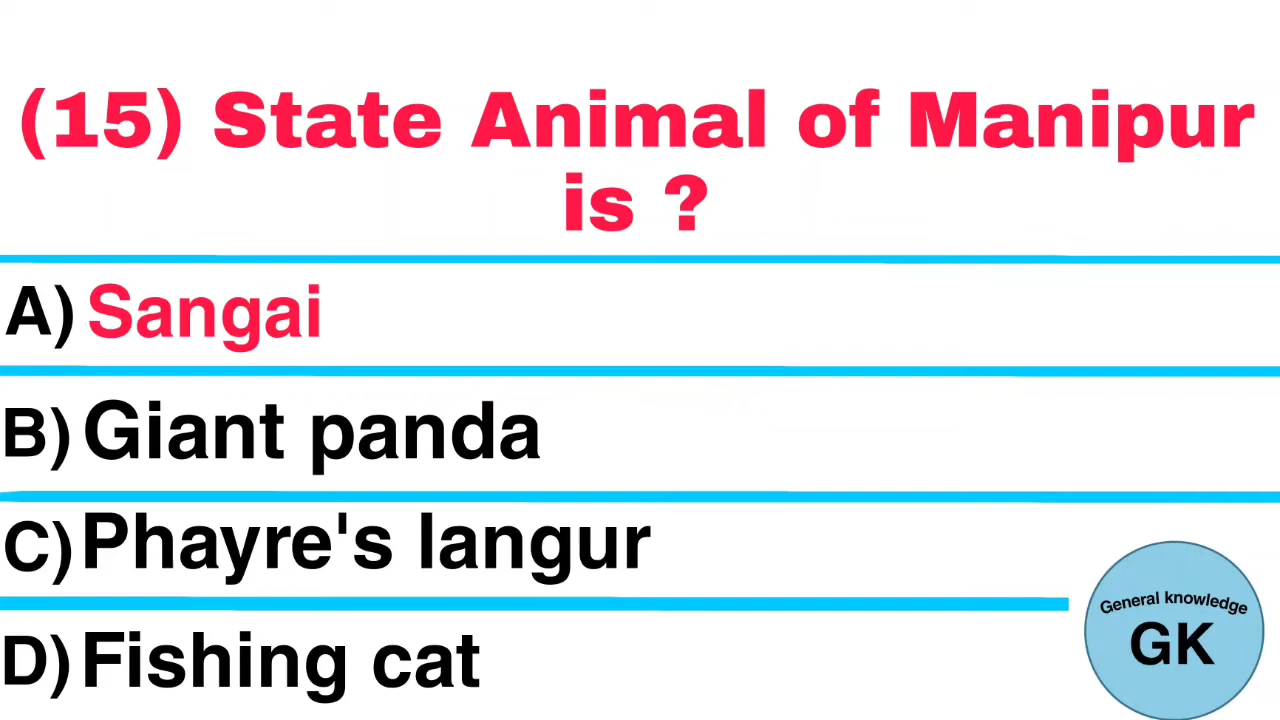 (15) State Animal of Manipur
is ?
A) Sangai
B) Giant panda
C) Phayre's langur
D) Fishing cat
General knowledge
GK